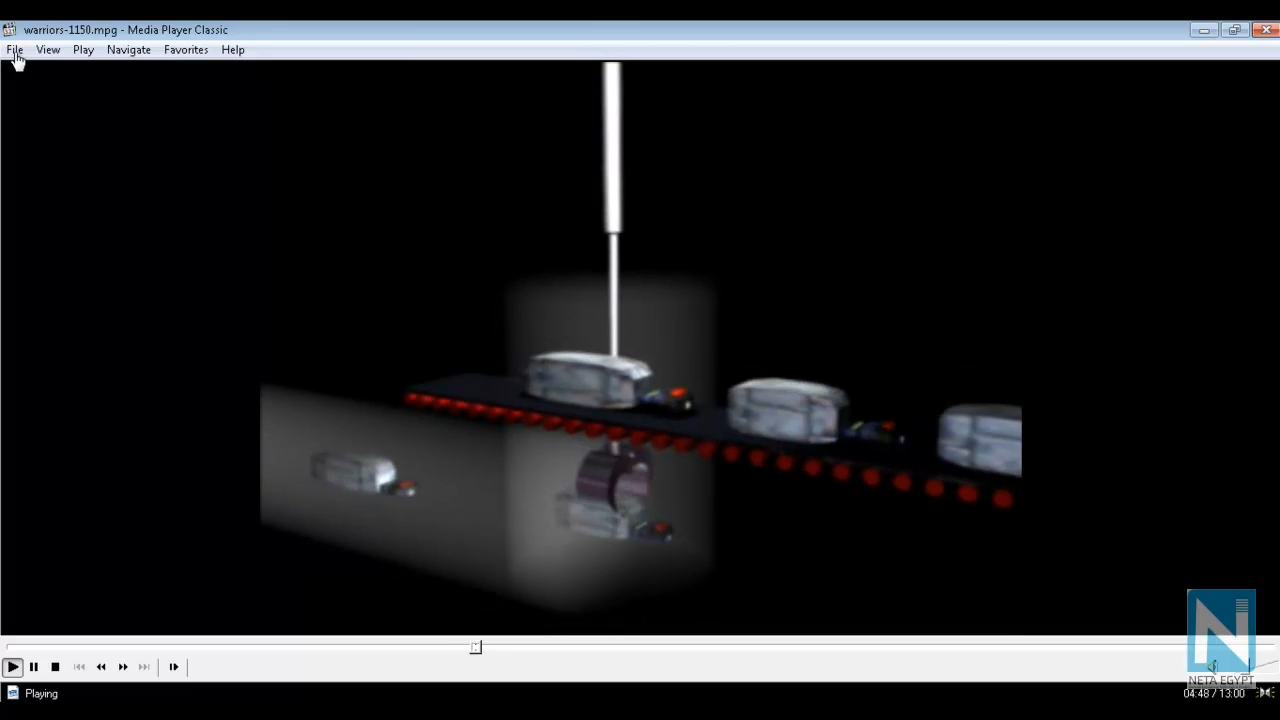 warriors-1150.mpg - Media Player Classic
File View Play Navigate Favorites Help
N
NETA EGYPT
04:48 / 13:00
Playing